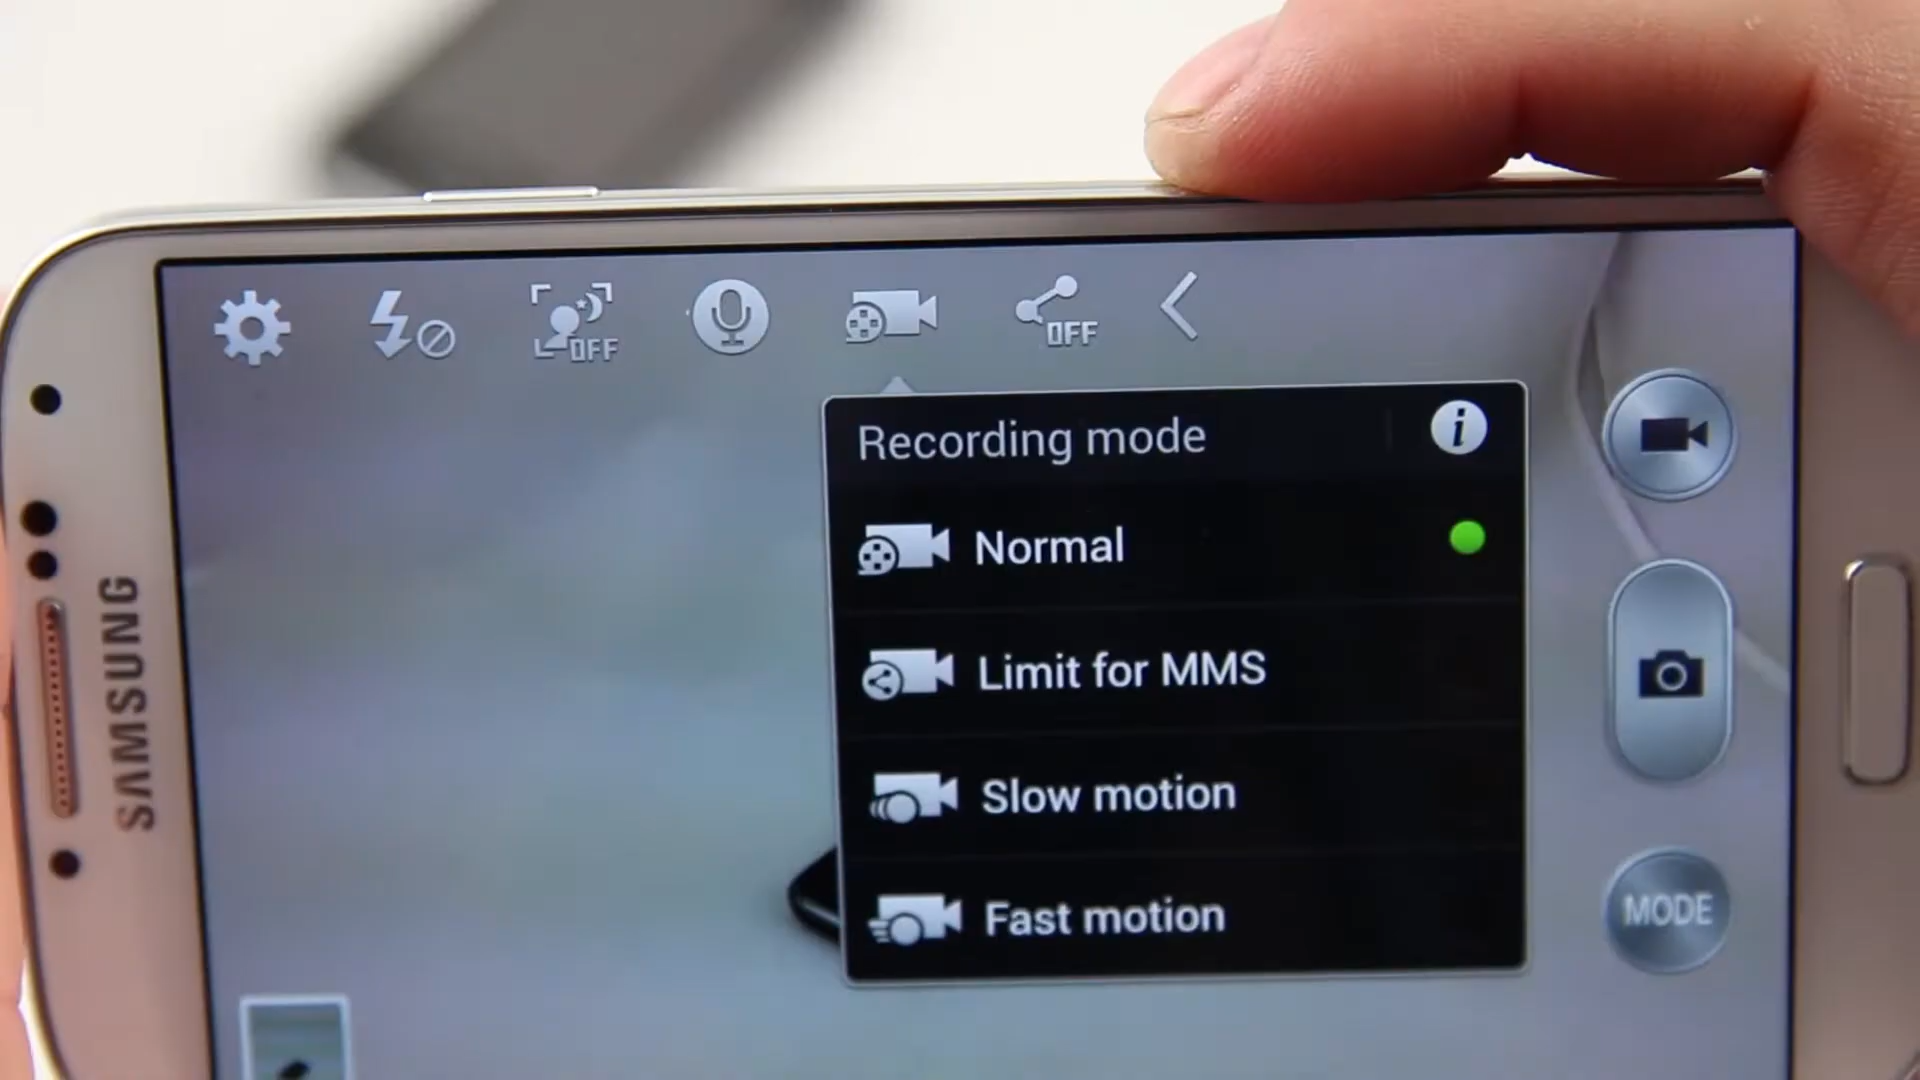 OFF
OFF
Recording mode
i
Normal
Limit for MMS
Slow motion
Fast motion
MODE
SAMSUNG